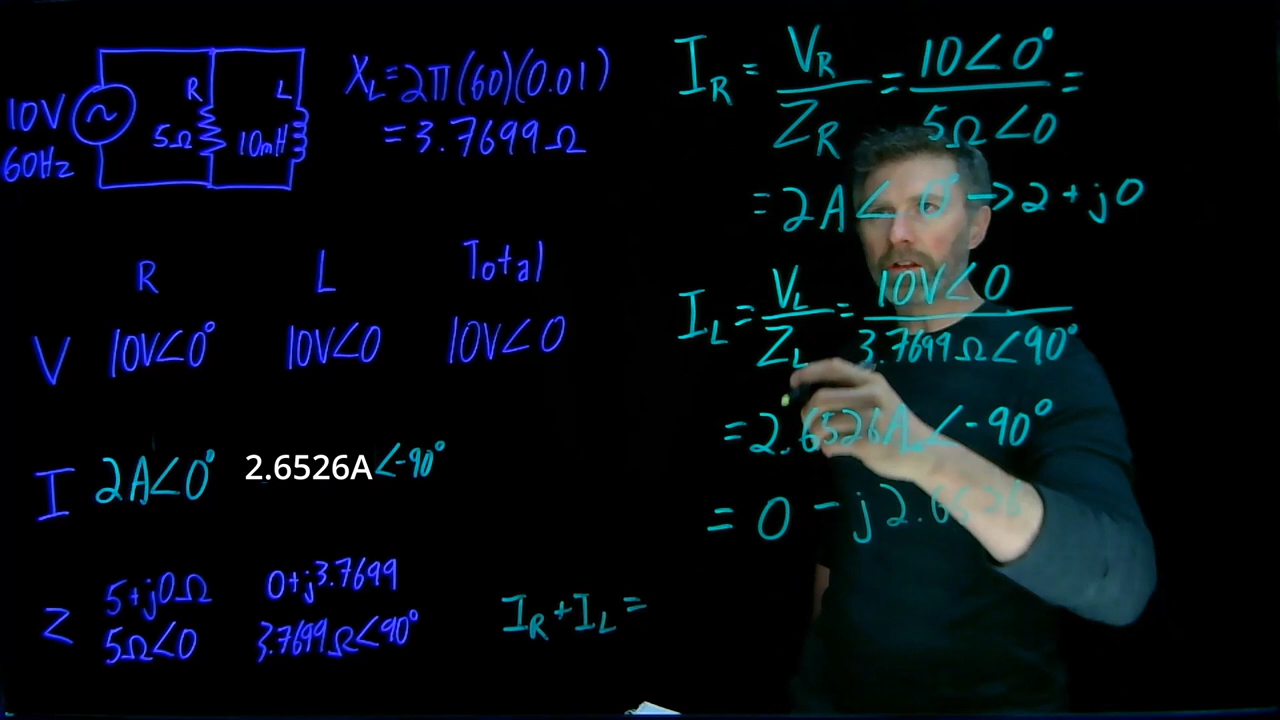 10V
60Hz
R
5Ω
L
10mH
X_L = 2π(60)(0.01)
= 3.7699Ω
R L Total
V 10V∠0° 10V∠0 10V∠0
I 2A∠0° 2.6526A∠-90°
Z 5+j0Ω 0+j3.7699
5Ω∠0 3.7699Ω∠90°
I_R + I_L =
I_R = V_R / Z_R = 10∠0° / 5Ω∠0 =
= 2A∠0° → 2 + j0
I_L = V_L / Z_L = 10V∠0 / 3.7699Ω∠90°
= 2.6526A∠-90°
= 0 - j2.6526